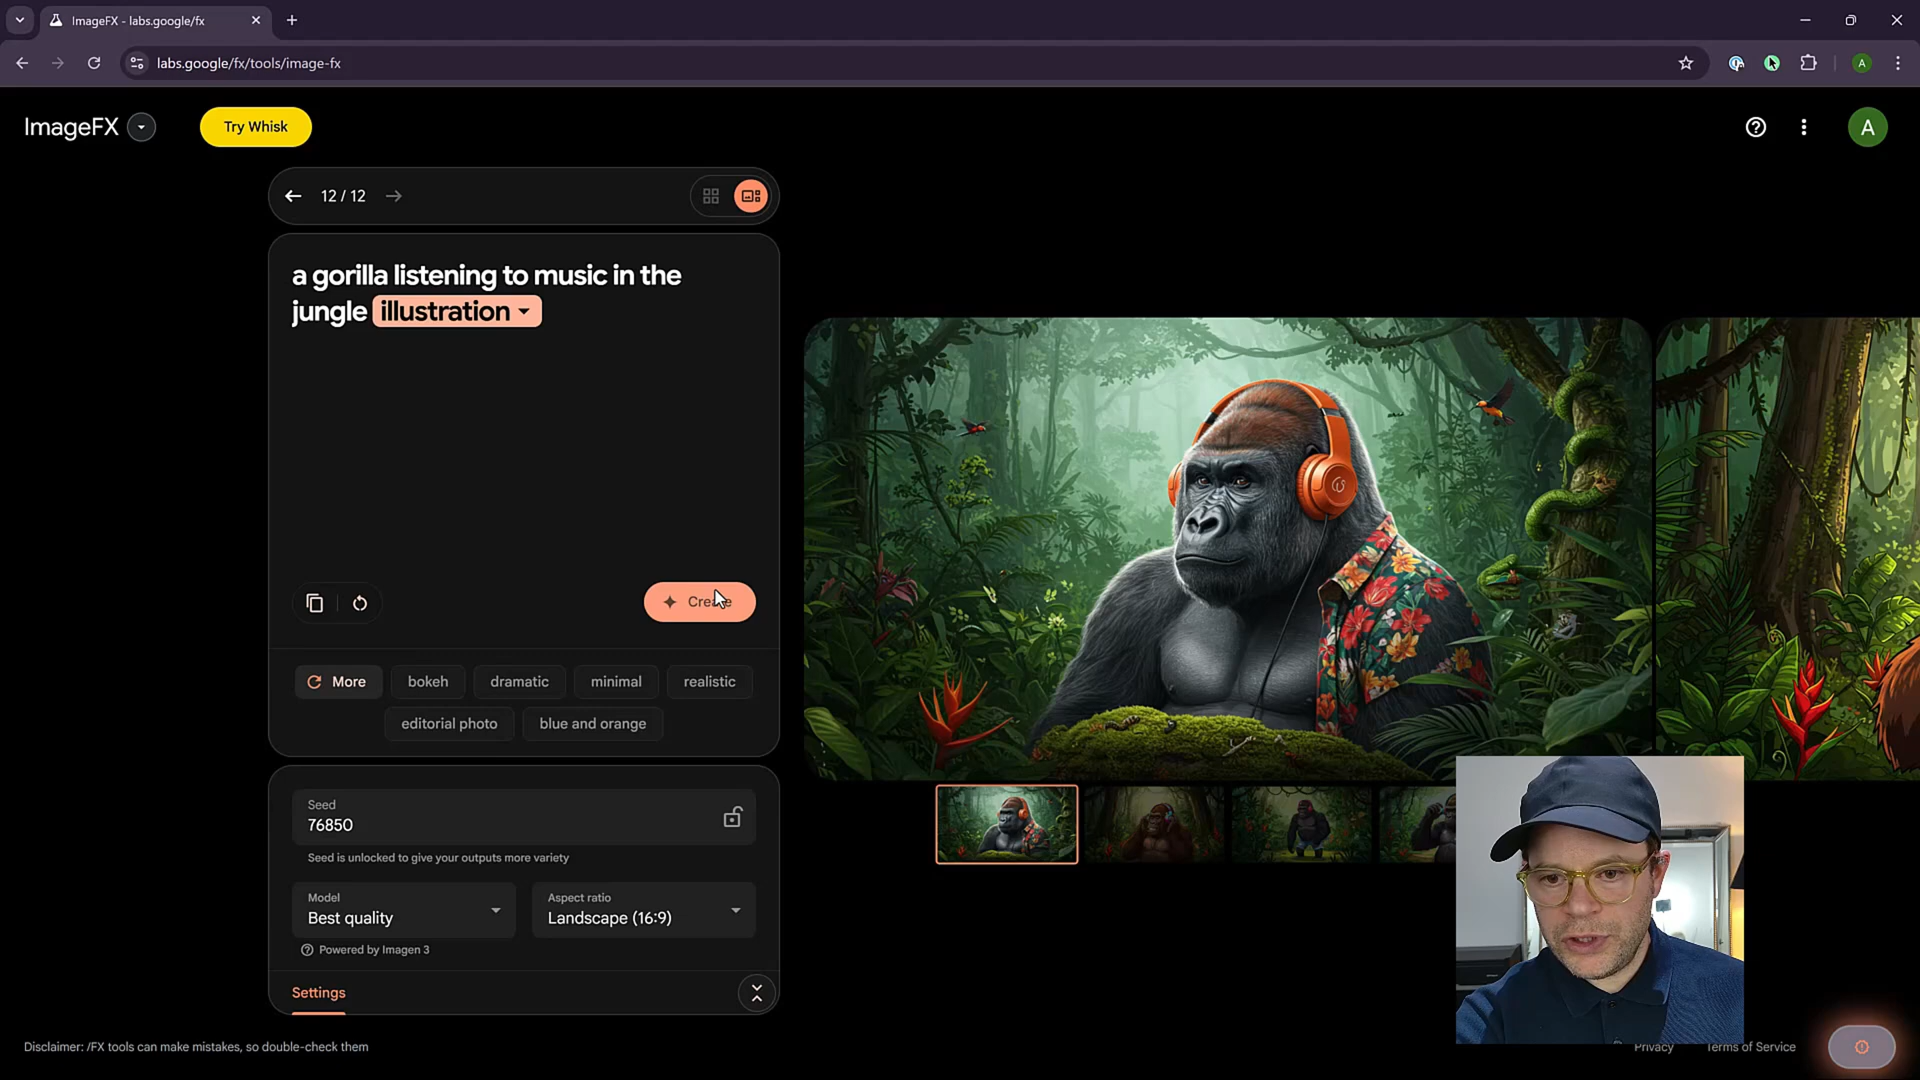 ImageFX - labs.google/fx
labs.google/fx/tools/image-fx
A
ImageFX
Try Whisk
A
12 / 12
a gorilla listening to music in the
jungle illustration
Create
More
bokeh
dramatic
minimal
realistic
editorial photo
blue and orange
Seed
76850
Seed is unlocked to give your outputs more variety
Model
Best quality
Aspect ratio
Landscape (16:9)
Powered by Imagen 3
Settings
Disclaimer: /FX tools can make mistakes, so double-check them
Privacy
Terms of Service